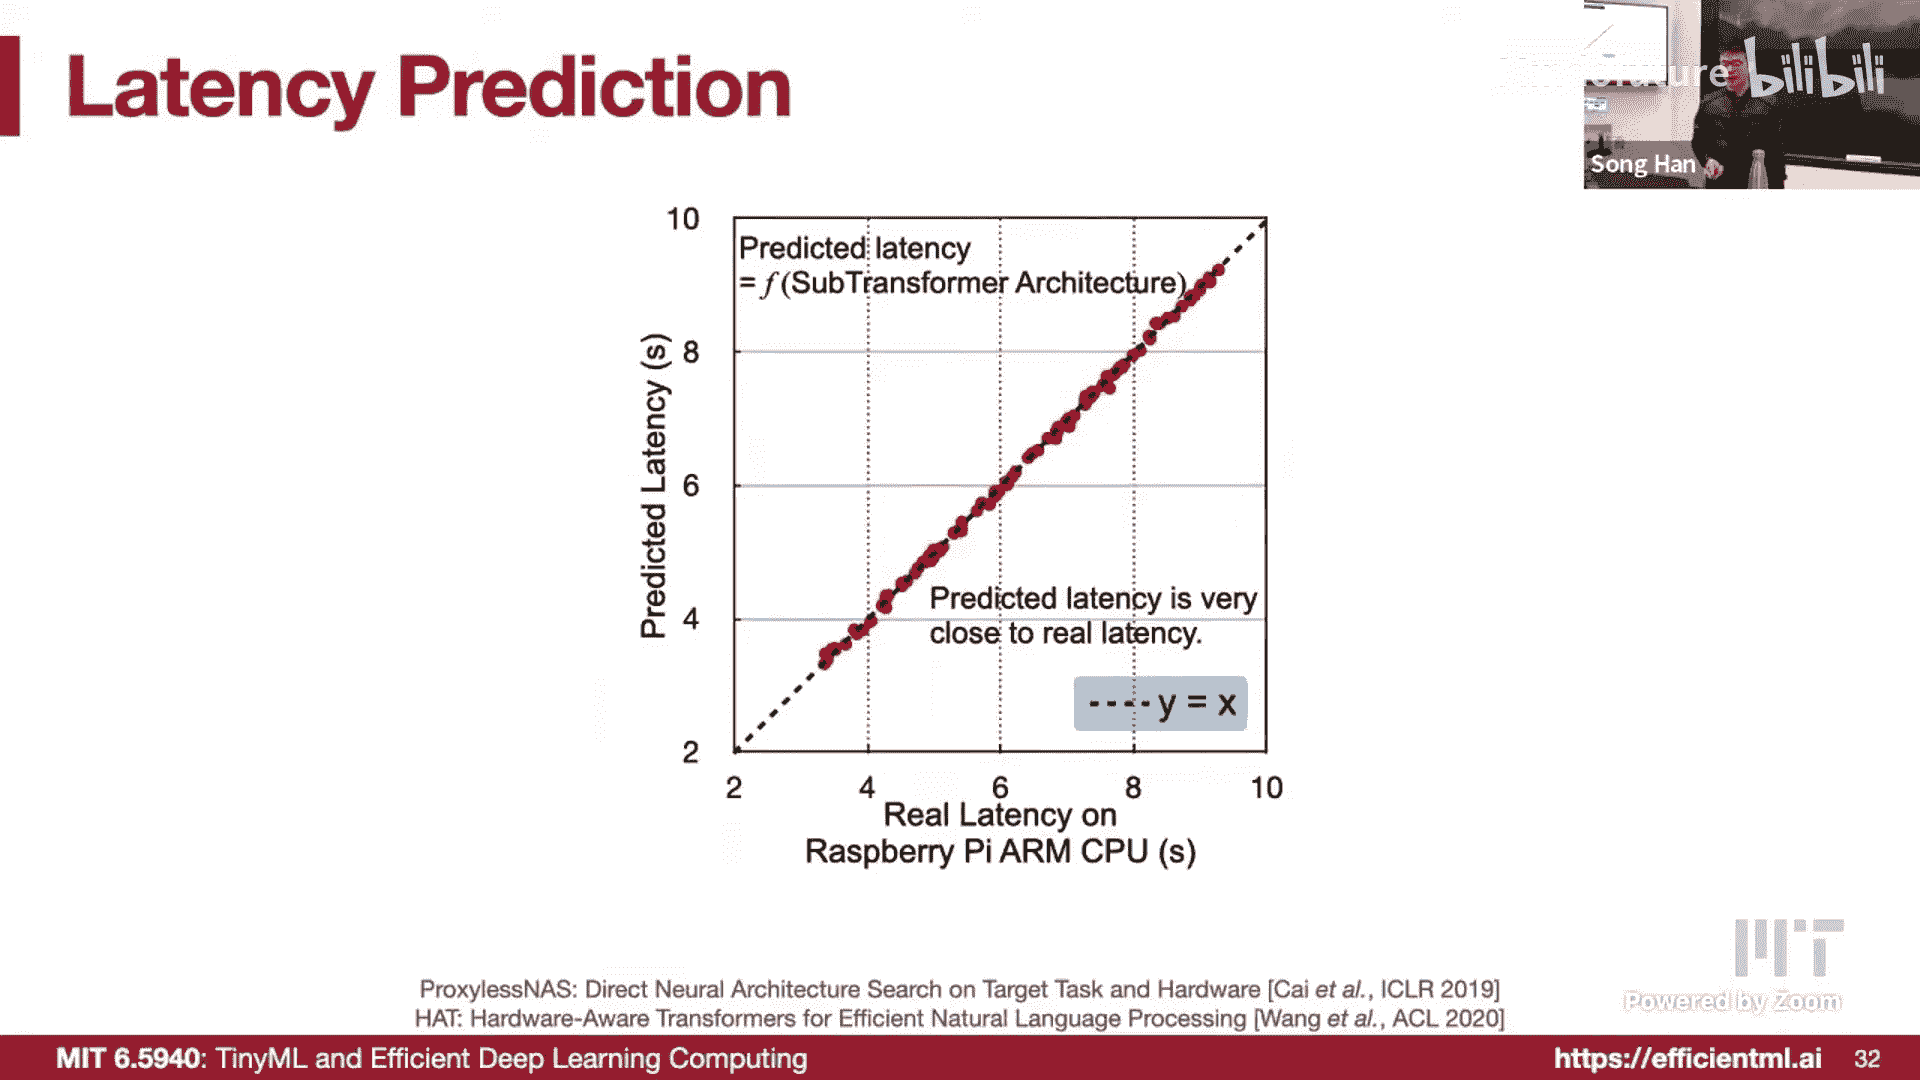 Latency Prediction
bilibili
Song Han
10
Predicted latency
= f (SubTransformer Architecture)
8
Predicted Latency (s)
6
Predicted latency is very
4
close to real latency.
---- y = x
2
2 4 6 8 10
Real Latency on
Raspberry Pi ARM CPU (s)
MIT
Powered by Zoom
ProxylessNAS: Direct Neural Architecture Search on Target Task and Hardware [Cai et al., ICLR 2019]
HAT: Hardware-Aware Transformers for Efficient Natural Language Processing [Wang et al., ACL 2020]
MIT 6.5940: TinyML and Efficient Deep Learning Computing
https://efficientml.ai 32